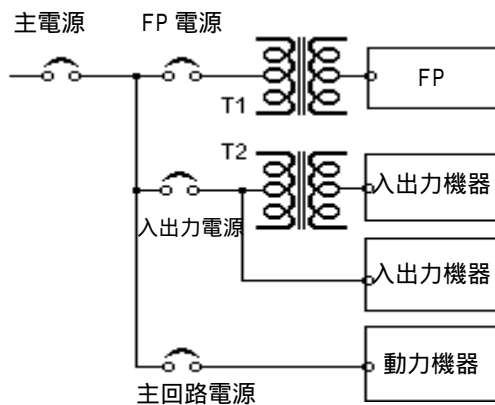 主電源
FP 電源
T1
FP
T2
入出力機器
入出力電源
入出力機器
動力機器
主回路電源